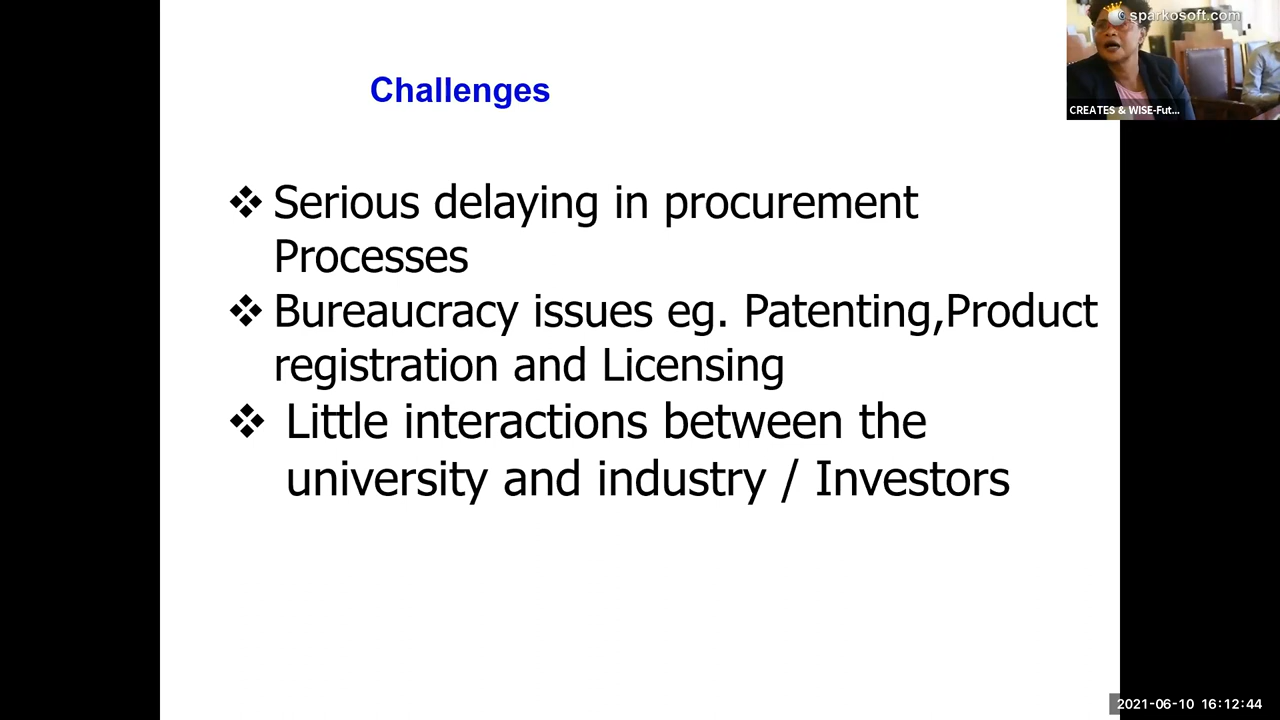 sparkosoft.com
CREATES & WISE-Fut...
Challenges
❖ Serious delaying in procurement
Processes
❖ Bureaucracy issues eg. Patenting,Product
registration and Licensing
❖ Little interactions between the
university and industry / Investors
2021-06-10 16:12:44